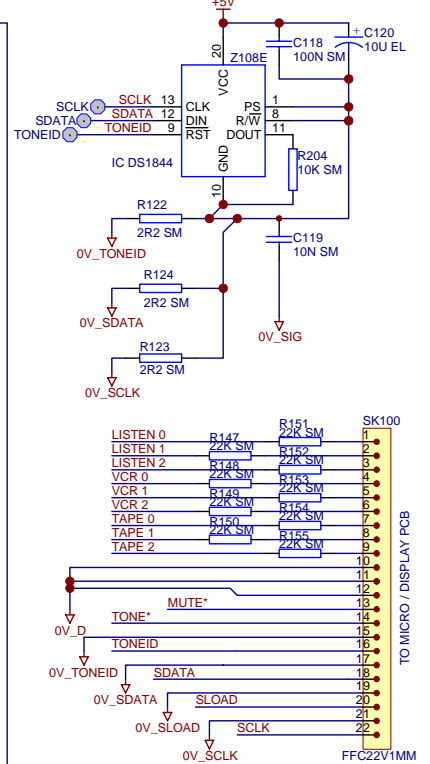 +5V
C118
100N SM
+ C120
10U EL
20
Z108E
VCC
SCLK
SCLK 13 CLK
PS 1
SDATA
SDATA 12 DIN
R/W 8
TONEID
TONEID 9 RST
DOUT 11
GND
IC DS1844
R204
10K SM
10
R122
2R2 SM
0V_TONEID
C119
10N SM
R124
2R2 SM
0V_SDATA
0V_SIG
R123
2R2 SM
0V_SCLK
SK100
R151
22K SM
LISTEN 0
1
R147
22K SM
LISTEN 1
2
R152
22K SM
LISTEN 2
3
R148
22K SM
VCR 0
4
R153
22K SM
VCR 1
5
R149
22K SM
VCR 2
6
R154
22K SM
TAPE 0
7
R150
22K SM
TAPE 1
8
R155
22K SM
TAPE 2
9
10
11
12
MUTE* 13
TONE* 14
0V_D
15
TONEID 16
0V_TONEID
17
SDATA 18
0V_SDATA
19
SLOAD 20
0V_SLOAD
21
SCLK 22
0V_SCLK
TO MICRO / DISPLAY PCB
FFC22V1MM